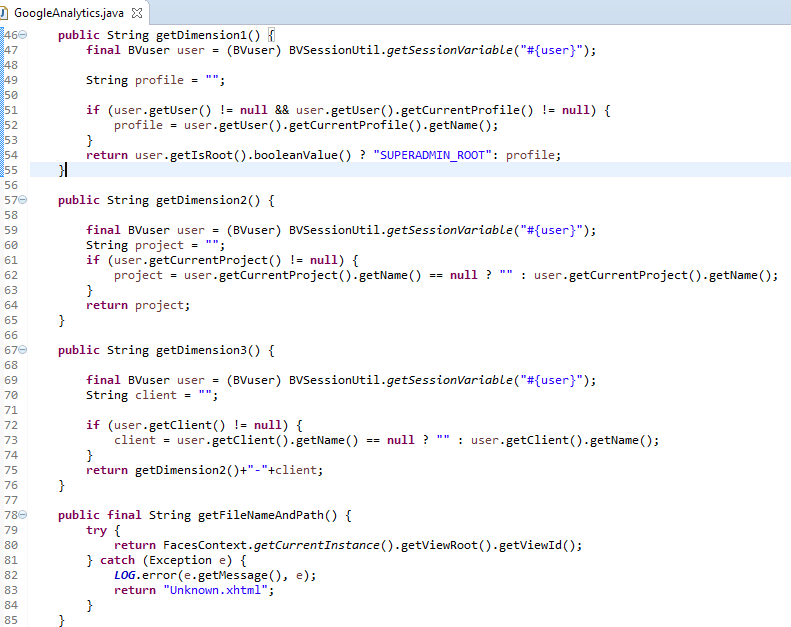 GoogleAnalytics.java
46 public String getDimension1() {
47 final BVuser user = (BVuser) BVSessionUtil.getSessionVariable("#{user}");
48
49 String profile = "";
50
51 if (user.getUser() != null && user.getUser().getCurrentProfile() != null) {
52 profile = user.getUser().getCurrentProfile().getName();
53 }
54 return user.getIsRoot().booleanValue() ? "SUPERADMIN_ROOT": profile;
55 }
56
57 public String getDimension2() {
58
59 final BVuser user = (BVuser) BVSessionUtil.getSessionVariable("#{user}");
60 String project = "";
61 if (user.getCurrentProject() != null) {
62 project = user.getCurrentProject().getName() == null ? "" : user.getCurrentProject().getName();
63 }
64 return project;
65 }
66
67 public String getDimension3() {
68
69 final BVuser user = (BVuser) BVSessionUtil.getSessionVariable("#{user}");
70 String client = "";
71
72 if (user.getClient() != null) {
73 client = user.getClient().getName() == null ? "" : user.getClient().getName();
74 }
75 return getDimension2()+"-"+client;
76 }
77
78 public final String getFileNameAndPath() {
79 try {
80 return FacesContext.getCurrentInstance().getViewRoot().getViewId();
81 } catch (Exception e) {
82 LOG.error(e.getMessage(), e);
83 return "Unknown.xhtml";
84 }
85 }